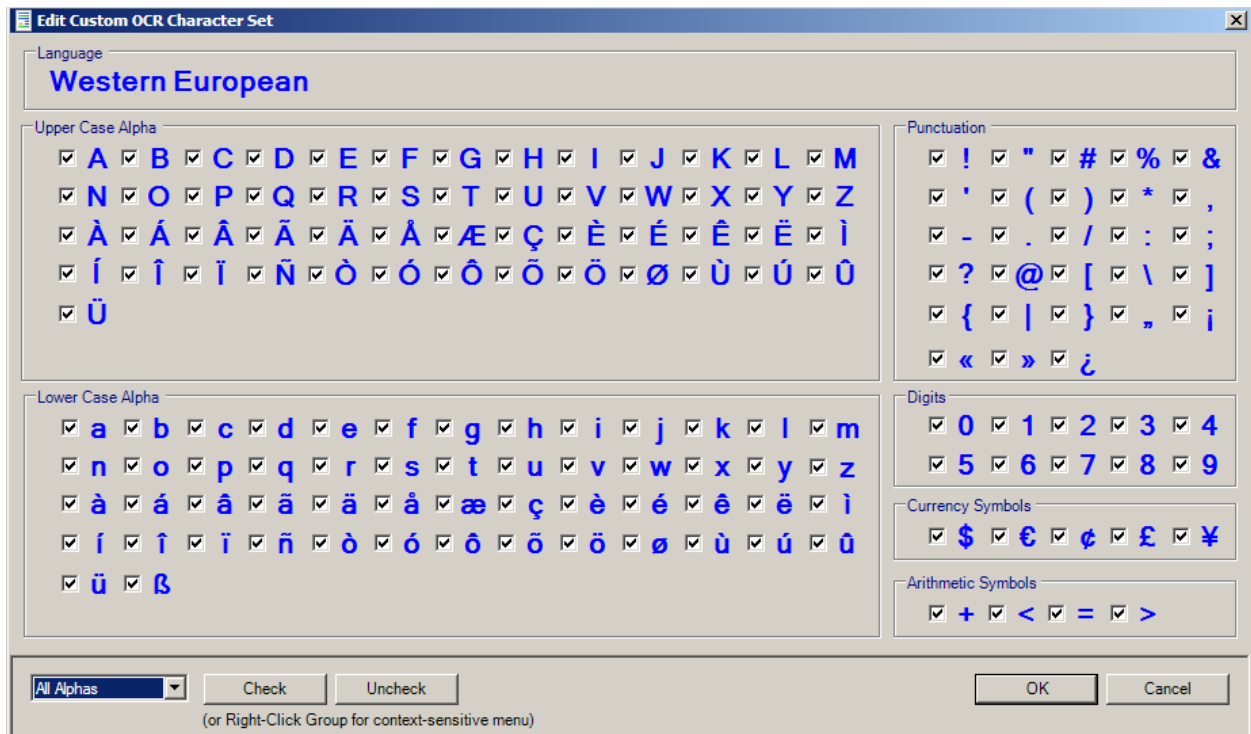 Edit Custom OCR Character Set
Language
Western European
Upper Case Alpha
A B C D E F G H I J K L M
N O P Q R S T U V W X Y Z
À Á Â Ã Ä Å Æ Ç È É Ê Ë Ì
Í Î Ï Ñ Ò Ó Ô Õ Ö Ø Ù Ú Û
Ü
Punctuation
! " # % &
' ( ) * ,
- . / : ;
? @ [ \ ]
{ | } „ ¡
« » ¿
Lower Case Alpha
a b c d e f g h i j k l m
n o p q r s t u v w x y z
à á â ã ä å æ ç è é ê ë ì
í î ï ñ ò ó ô õ ö ø ù ú û
ü ß
Digits
0 1 2 3 4
5 6 7 8 9
Currency Symbols
$ € ¢ £ ¥
Arithmetic Symbols
+ < = >
All Alphas Check Uncheck OK Cancel
(or Right-Click Group for context-sensitive menu)